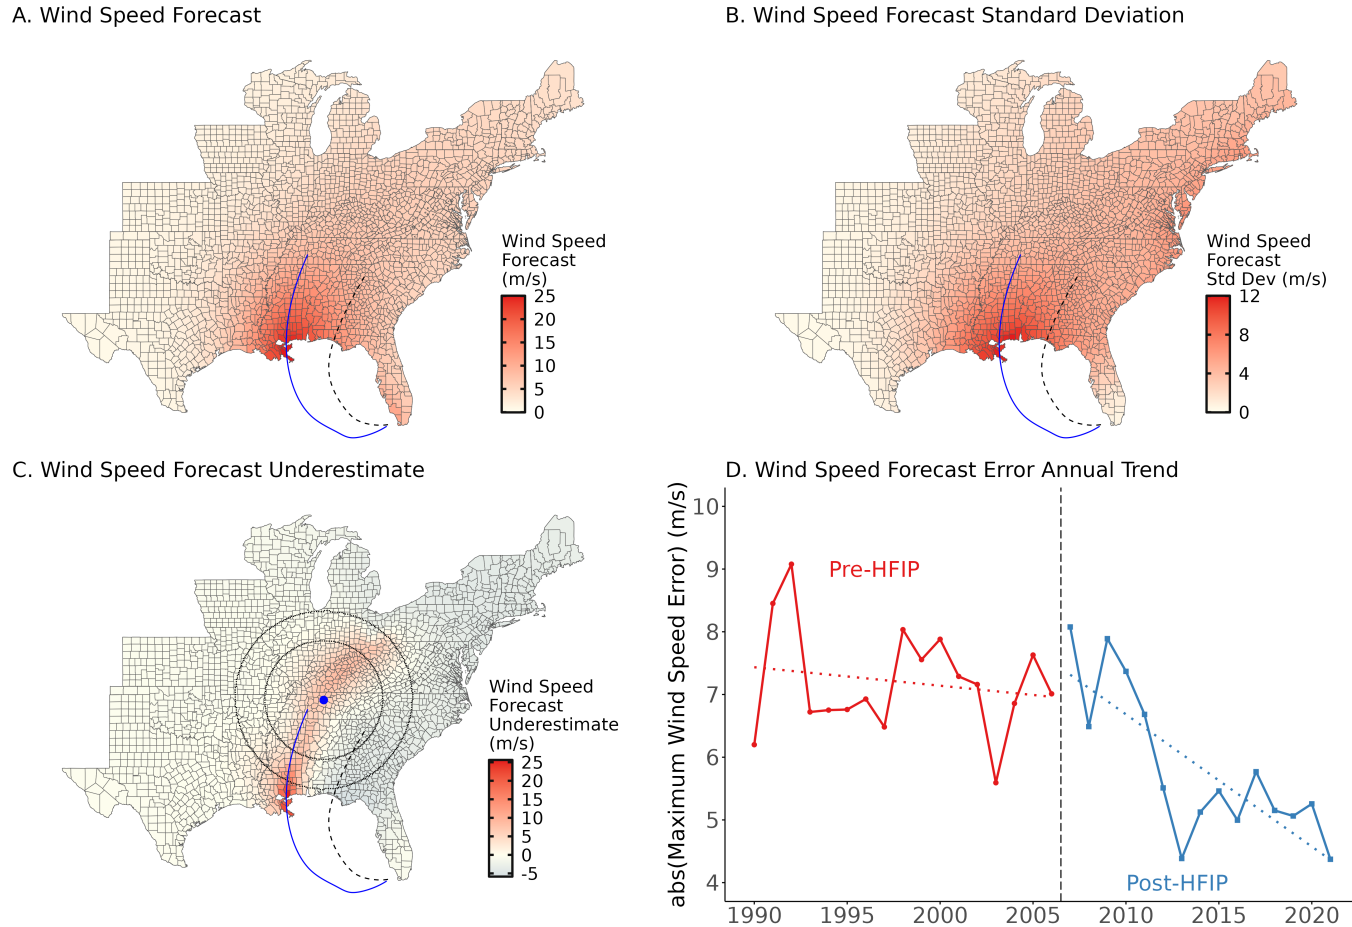 A. Wind Speed Forecast
Wind Speed
Forecast
(m/s)
25
20
15
10
5
0
B. Wind Speed Forecast Standard Deviation
Wind Speed
Forecast
Std Dev (m/s)
12
8
4
0
C. Wind Speed Forecast Underestimate
Wind Speed
Forecast
Underestimate
(m/s)
25
20
15
10
5
0
-5
D. Wind Speed Forecast Error Annual Trend
abs(Maximum Wind Speed Error) (m/s)
10
9
8
7
6
5
4
Pre-HFIP
Post-HFIP
1990 1995 2000 2005 2010 2015 2020